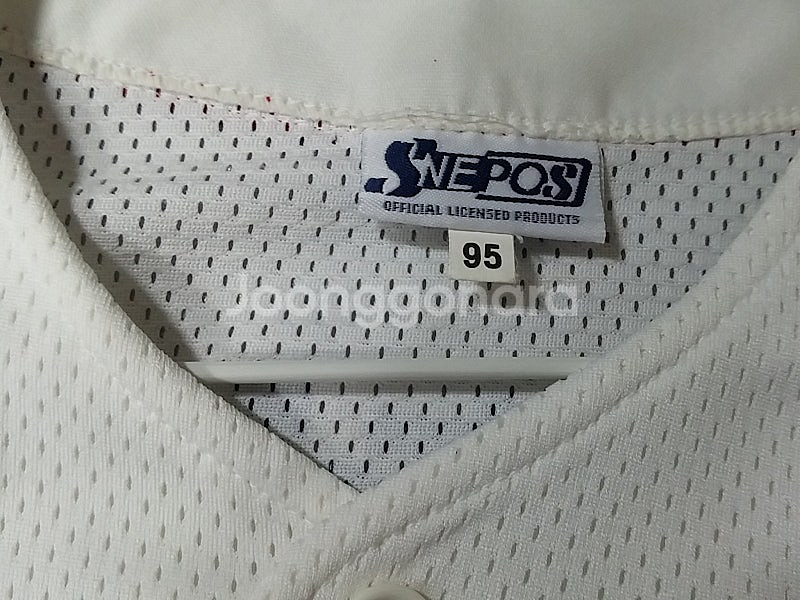 SNEPOS
OFFICIAL LICENSED PRODUCTS
95
Joonggonara